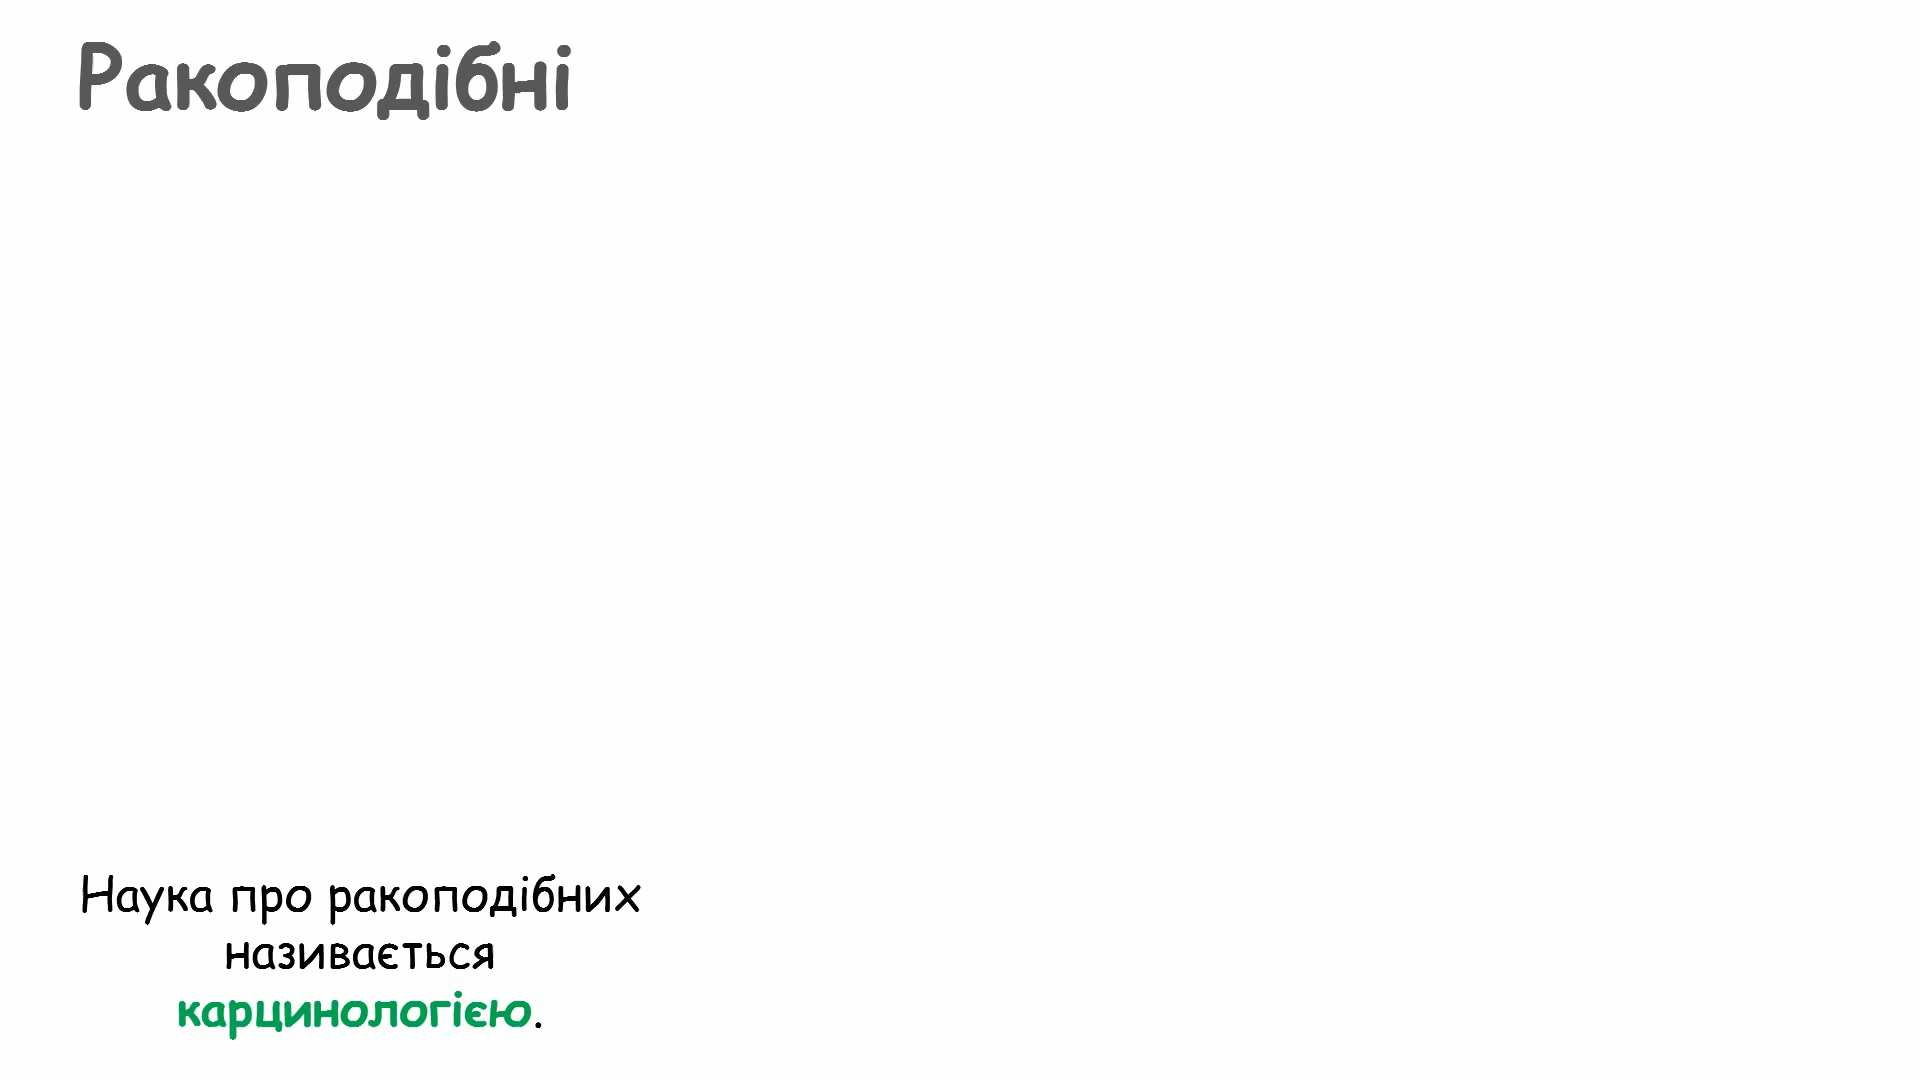 Ракоподібні
Наука про ракоподібних
називається
карцинологією.